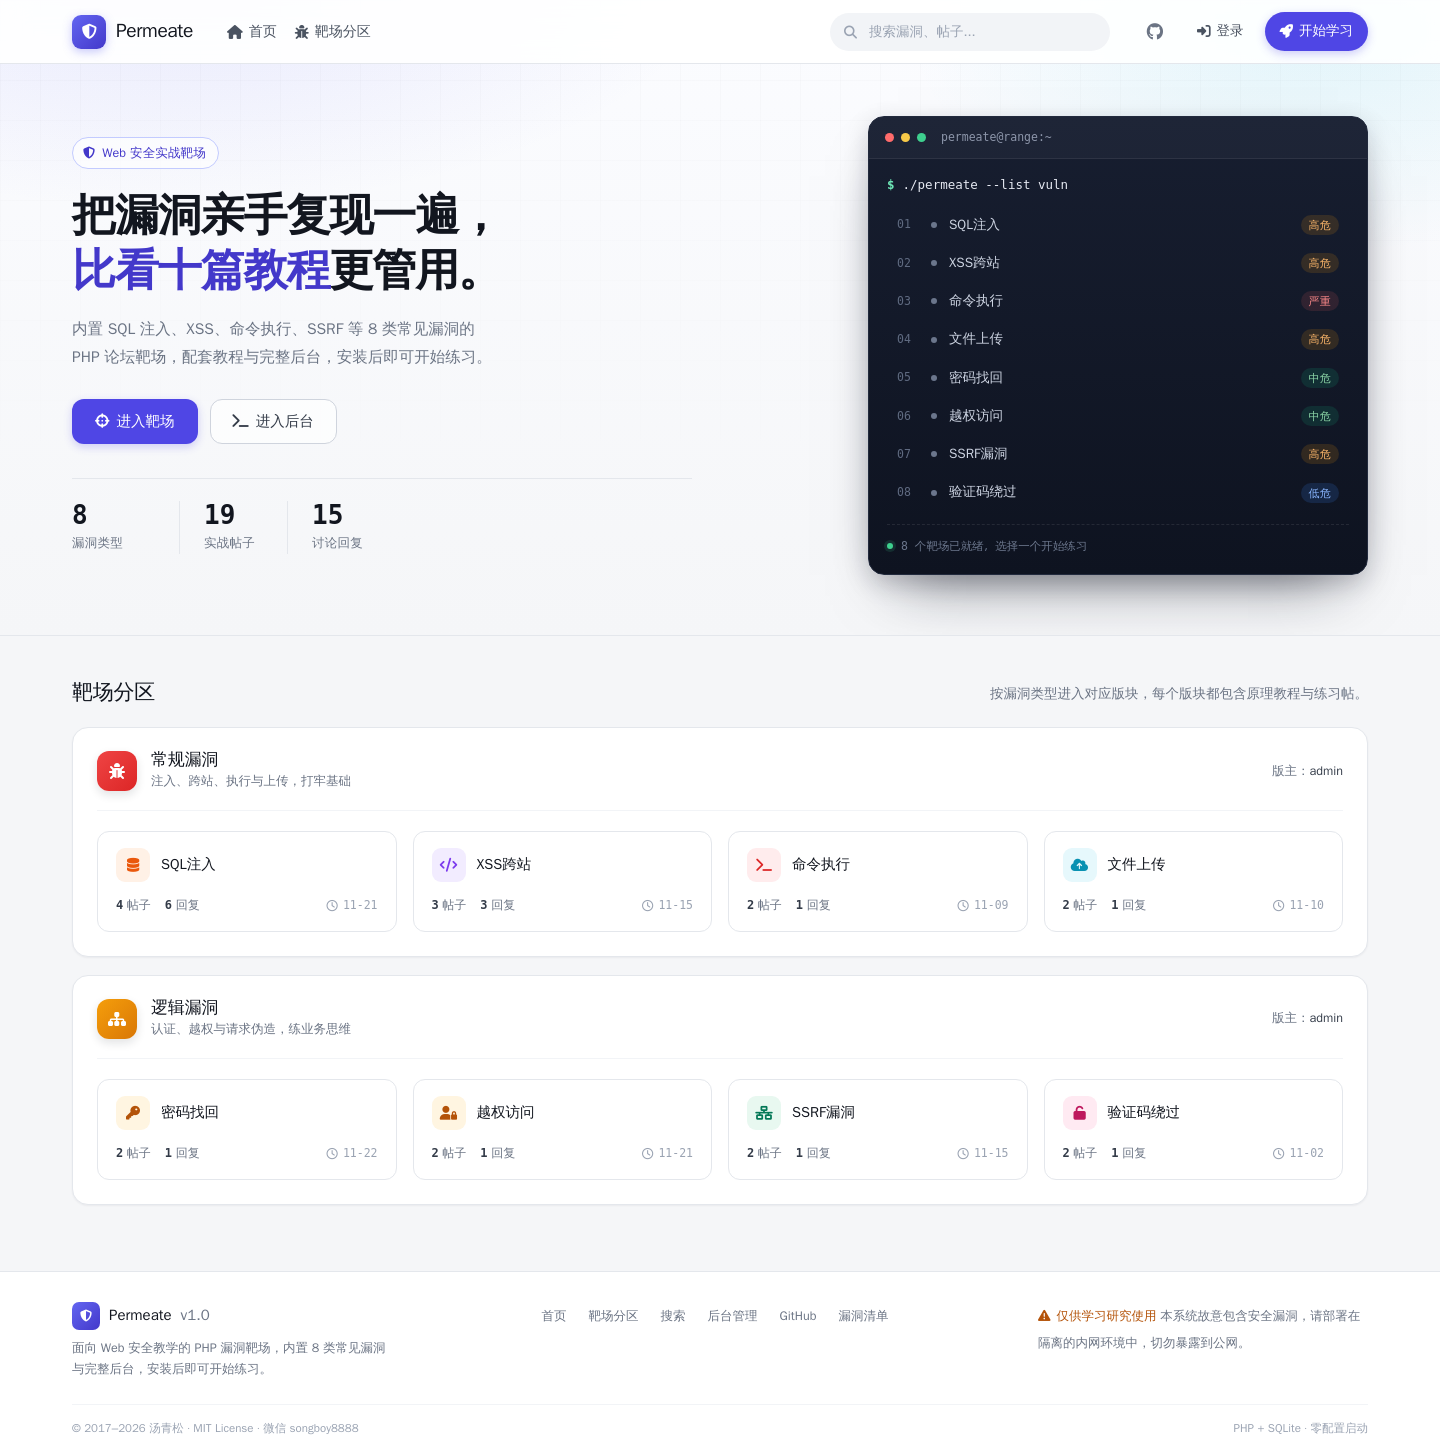 Permeate 首页 靶场分区 搜索漏洞、帖子... 登录 开始学习
Web 安全实战靶场
把漏洞亲手复现一遍，
比看十篇教程更管用。
内置 SQL 注入、XSS、命令执行、SSRF 等 8 类常见漏洞的
PHP 论坛靶场，配套教程与完整后台，安装后即可开始练习。
进入靶场 进入后台
8 19 15
漏洞类型 实战帖子 讨论回复
permeate@range:~
$ ./permeate --list vuln
01 SQL注入 高危
02 XSS跨站 高危
03 命令执行 严重
04 文件上传 高危
05 密码找回 中危
06 越权访问 中危
07 SSRF漏洞 高危
08 验证码绕过 低危
8 个靶场已就绪, 选择一个开始练习
靶场分区 按漏洞类型进入对应版块，每个版块都包含原理教程与练习帖。
常规漏洞
注入、跨站、执行与上传，打牢基础
版主：admin
SQL注入 XSS跨站 命令执行 文件上传
4 帖子 6 回复 11-21 3 帖子 3 回复 11-15 2 帖子 1 回复 11-09 2 帖子 1 回复 11-10
逻辑漏洞
认证、越权与请求伪造，练业务思维
版主：admin
密码找回 越权访问 SSRF漏洞 验证码绕过
2 帖子 1 回复 11-22 2 帖子 1 回复 11-21 2 帖子 1 回复 11-15 2 帖子 1 回复 11-02
Permeate v1.0
面向 Web 安全教学的 PHP 漏洞靶场，内置 8 类常见漏洞
与完整后台，安装后即可开始练习。
首页 靶场分区 搜索 后台管理 GitHub 漏洞清单
仅供学习研究使用 本系统故意包含安全漏洞，请部署在
隔离的内网环境中，切勿暴露到公网。
© 2017–2026 汤青松 · MIT License · 微信 songboy8888 PHP + SQLite · 零配置启动